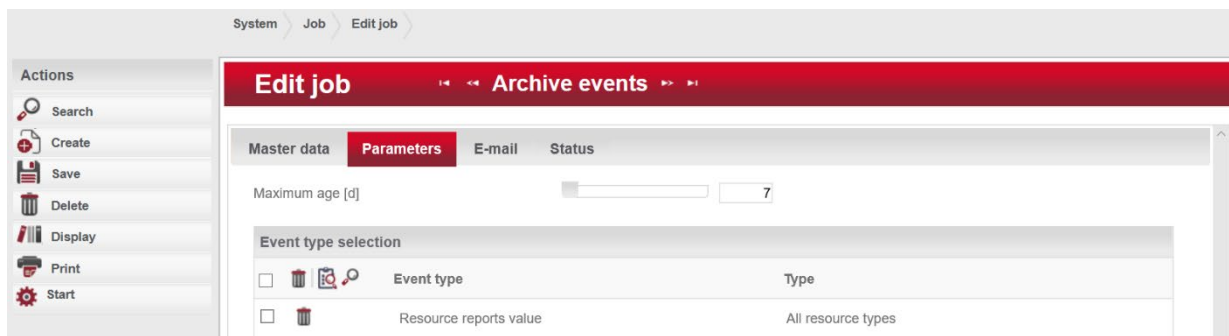 System Job Edit job
Actions
Search
Create
Save
Delete
Display
Print
Start
Edit job Archive events
Master data Parameters E-mail Status
Maximum age [d] 7
Event type selection
Event type Type
Resource reports value All resource types